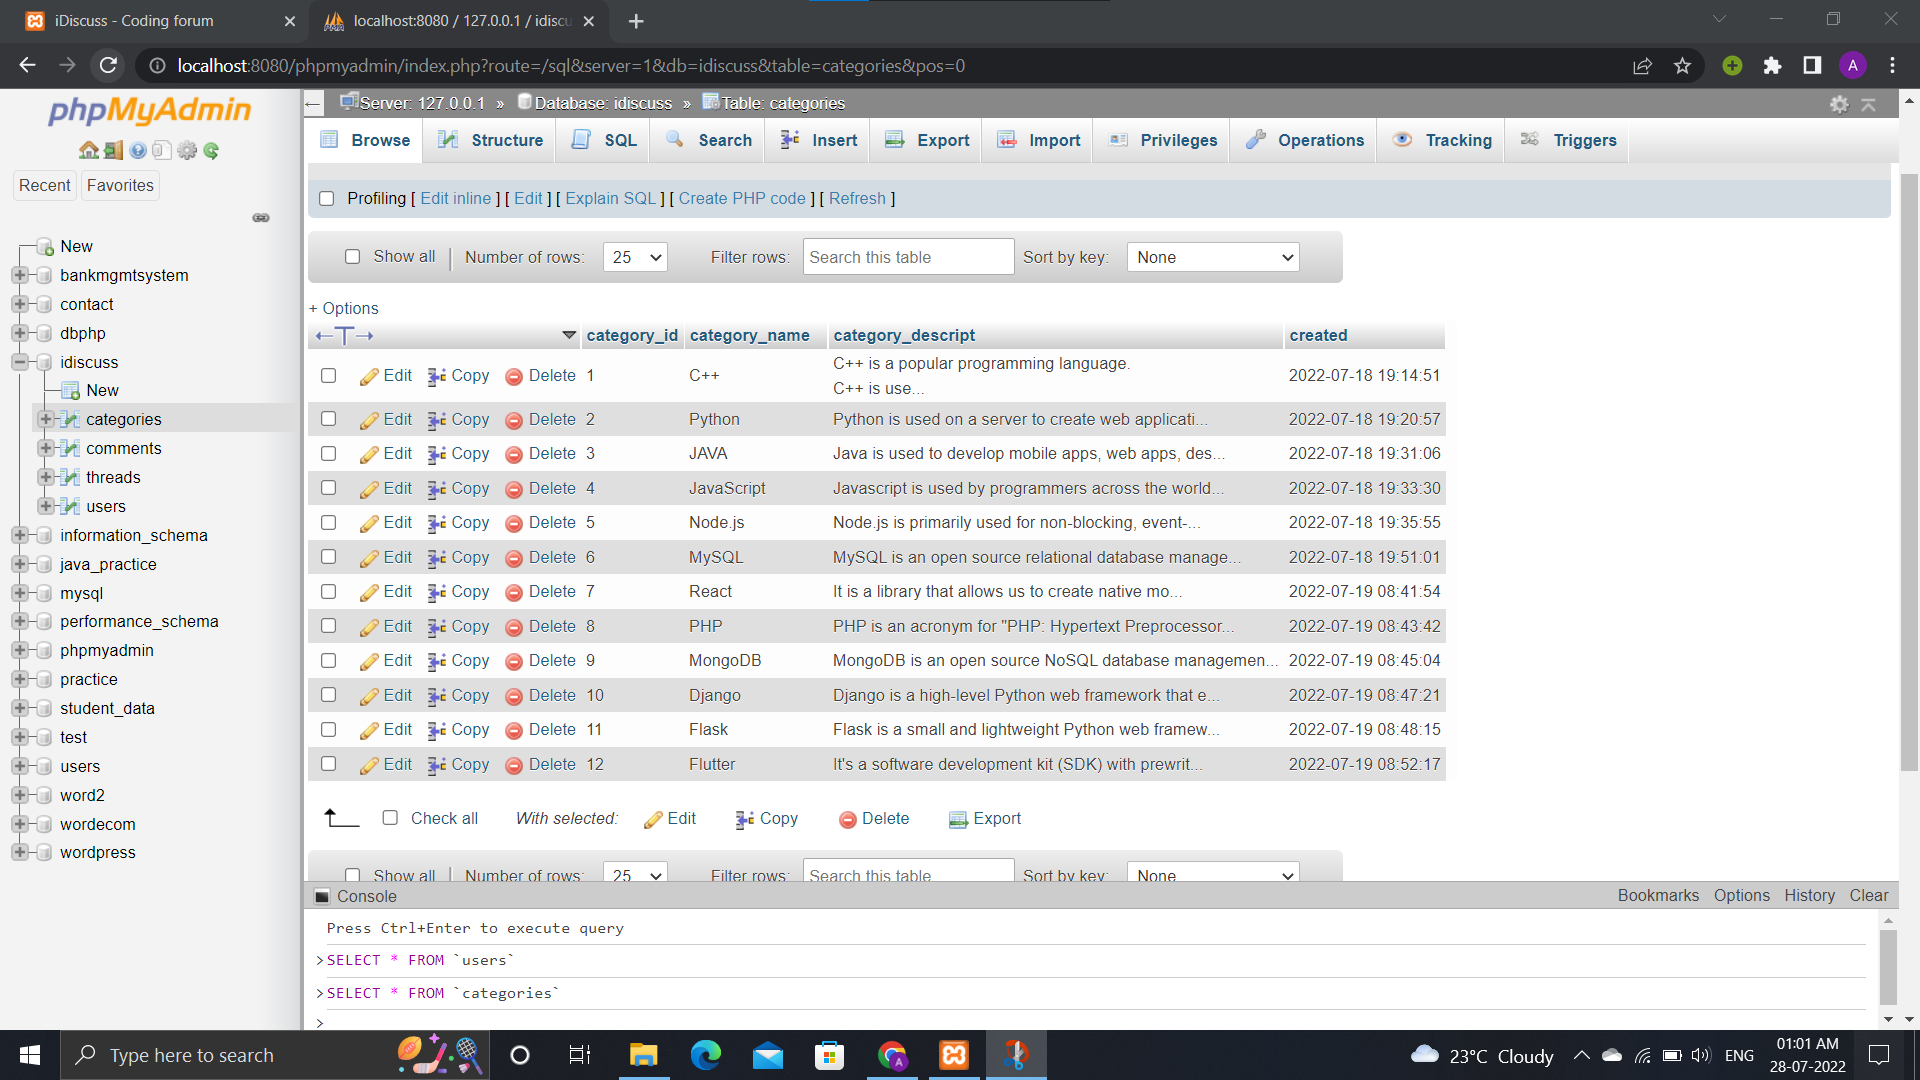 iDiscuss - Coding forum
localhost:8080 / 127.0.0.1 / idiscu
localhost:8080/phpmyadmin/index.php?route=/sql&server=1&db=idiscuss&table=categories&pos=0
A
phpMyAdmin
Recent Favorites
New
bankmgmtsystem
contact
dbphp
idiscuss
New
categories
comments
threads
users
information_schema
java_practice
mysql
performance_schema
phpmyadmin
practice
student_data
test
users
word2
wordecom
wordpress
Server: 127.0.0.1 » Database: idiscuss » Table: categories
Browse Structure SQL Search Insert Export Import Privileges Operations Tracking Triggers
Profiling [ Edit inline ] [ Edit ] [ Explain SQL ] [ Create PHP code ] [ Refresh ]
Show all | Number of rows: 25 Filter rows: Search this table Sort by key: None
+ Options
←T→ category_id category_name category_descript created
Edit Copy Delete 1 C++ C++ is a popular programming language. 2022-07-18 19:14:51
C++ is use...
Edit Copy Delete 2 Python Python is used on a server to create web applicati... 2022-07-18 19:20:57
Edit Copy Delete 3 JAVA Java is used to develop mobile apps, web apps, des... 2022-07-18 19:31:06
Edit Copy Delete 4 JavaScript Javascript is used by programmers across the world... 2022-07-18 19:33:30
Edit Copy Delete 5 Node.js Node.js is primarily used for non-blocking, event-... 2022-07-18 19:35:55
Edit Copy Delete 6 MySQL MySQL is an open source relational database manage... 2022-07-18 19:51:01
Edit Copy Delete 7 React It is a library that allows us to create native mo... 2022-07-19 08:41:54
Edit Copy Delete 8 PHP PHP is an acronym for "PHP: Hypertext Preprocessor... 2022-07-19 08:43:42
Edit Copy Delete 9 MongoDB MongoDB is an open source NoSQL database managemen... 2022-07-19 08:45:04
Edit Copy Delete 10 Django Django is a high-level Python web framework that e... 2022-07-19 08:47:21
Edit Copy Delete 11 Flask Flask is a small and lightweight Python web framew... 2022-07-19 08:48:15
Edit Copy Delete 12 Flutter It's a software development kit (SDK) with prewrit... 2022-07-19 08:52:17
Check all With selected: Edit Copy Delete Export
Show all | Number of rows: 25 Filter rows: Search this table Sort by key: None
Console Bookmarks Options History Clear
Press Ctrl+Enter to execute query
>SELECT * FROM `users`
>SELECT * FROM `categories`
>
Type here to search
23°C Cloudy
ENG
01:01 AM
28-07-2022